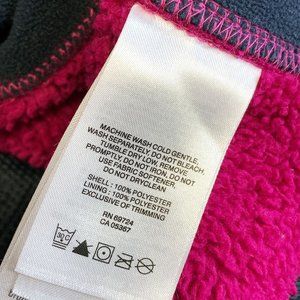 MACHINE WASH COLD GENTLE,
WASH SEPARATELY, DO NOT BLEACH,
TUMBLE DRY LOW, REMOVE
PROMPTLY, DO NOT IRON, DO NOT
USE FABRIC SOFTENER,
DO NOT DRYCLEAN
SHELL : 100% POLYESTER
LINING : 100% POLYESTER
EXCLUSIVE OF TRIMMING
RN 69724
CA 05367
30 C